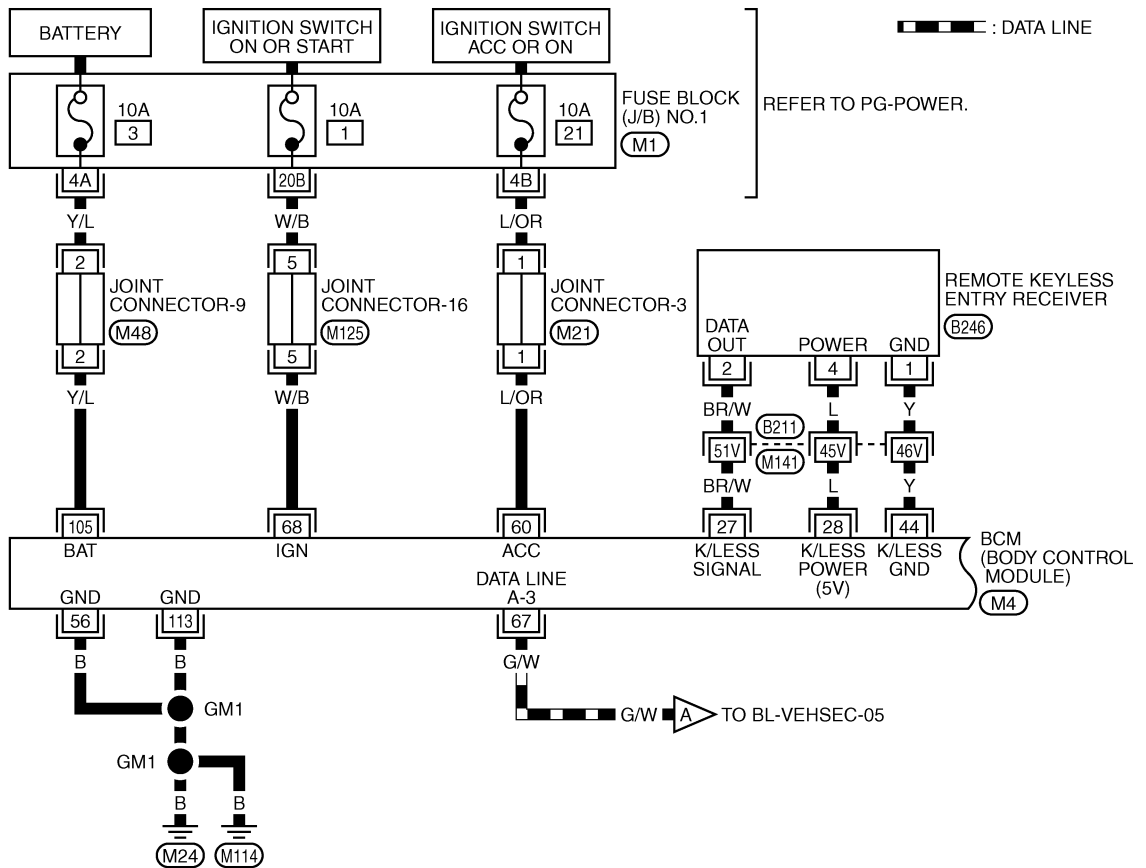 BATTERY
IGNITION SWITCH
ON OR START
IGNITION SWITCH
ACC OR ON
: DATA LINE
10A
3
10A
1
10A
21
FUSE BLOCK
(J/B) NO.1
M1
REFER TO PG-POWER.
4A
20B
4B
Y/L
W/B
L/OR
2
5
1
JOINT
CONNECTOR-9
M48
JOINT
CONNECTOR-16
M125
JOINT
CONNECTOR-3
M21
2
5
1
Y/L
W/B
L/OR
REMOTE KEYLESS
ENTRY RECEIVER
B246
DATA
OUT
POWER
GND
2
4
1
BR/W
L
Y
B211
51V
45V
46V
M141
BR/W
L
Y
105
68
60
27
28
44
BAT
IGN
ACC
K/LESS
SIGNAL
K/LESS
POWER
(5V)
K/LESS
GND
BCM
(BODY CONTROL
MODULE)
M4
DATA LINE
A-3
GND
GND
56
113
67
B
B
G/W
GM1
G/W
A
TO BL-VEHSEC-05
GM1
B
B
M24
M114